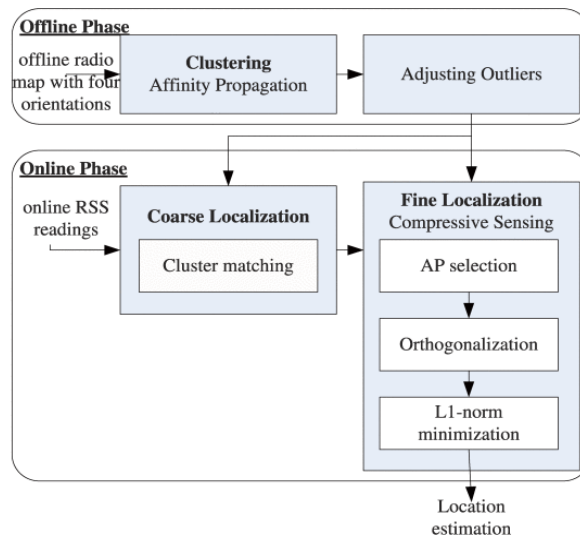 Offline Phase
offline radio
map with four
orientations
Clustering
Affinity Propagation
Adjusting Outliers
Online Phase
online RSS
readings
Coarse Localization
Cluster matching
Fine Localization
Compressive Sensing
AP selection
Orthogonalization
L1-norm
minimization
Location
estimation